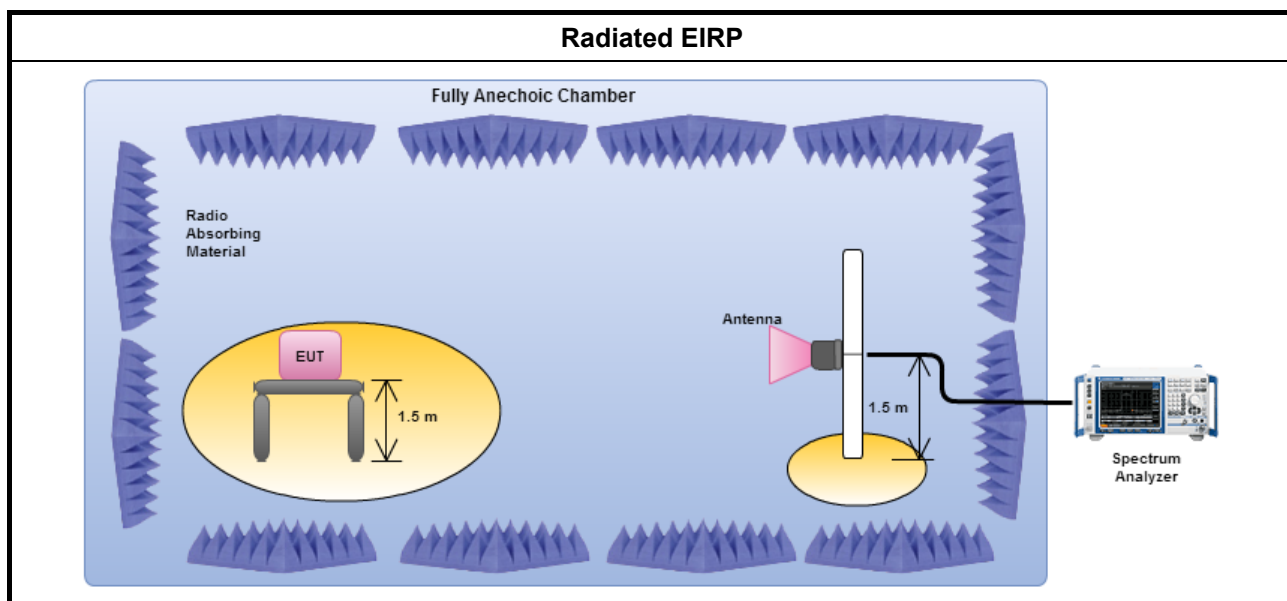 Radiated EIRP
Fully Anechoic Chamber
Radio
Absorbing
Material
Antenna
EUT
1.5 m
1.5 m
Spectrum
Analyzer